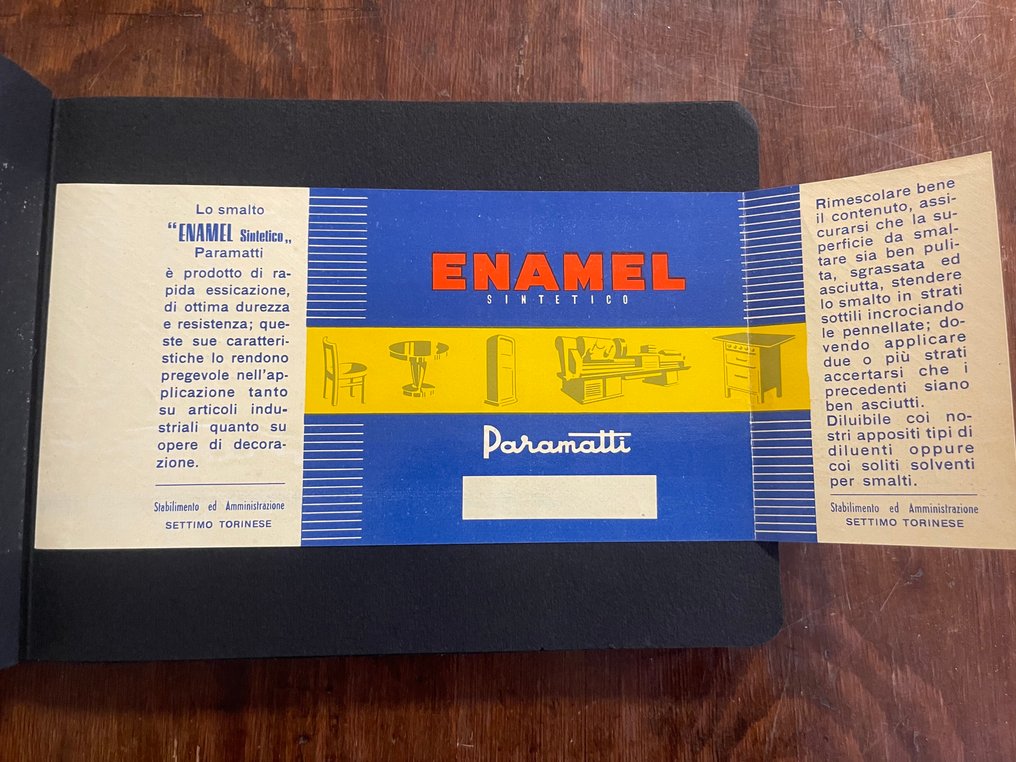 Lo smalto
“ENAMEL Sintetico„
Paramatti
è prodotto di ra-
pida essicazione,
di ottima durezza
e resistenza; que-
ste sue caratteri-
stiche lo rendono
pregevole nell'ap-
plicazione tanto
su articoli indu-
striali quanto su
opere di decora-
zione.
Stabilimento ed Amministrazione
SETTIMO TORINESE
ENAMEL
SINTETICO
Paramatti
Rimescolare bene
il contenuto, assi-
curarsi che la su-
perficie da smal-
tare sia ben puli-
ta, sgrassata ed
asciutta, stendere
lo smalto in strati
sottili incrociando
le pennellate; do-
vendo applicare
due o più strati
accertarsi che i
precedenti siano
ben asciutti.
Diluibile coi no-
stri appositi tipi di
diluenti oppure
coi soliti solventi
per smalti.
Stabilimento ed Amministrazione
SETTIMO TORINESE